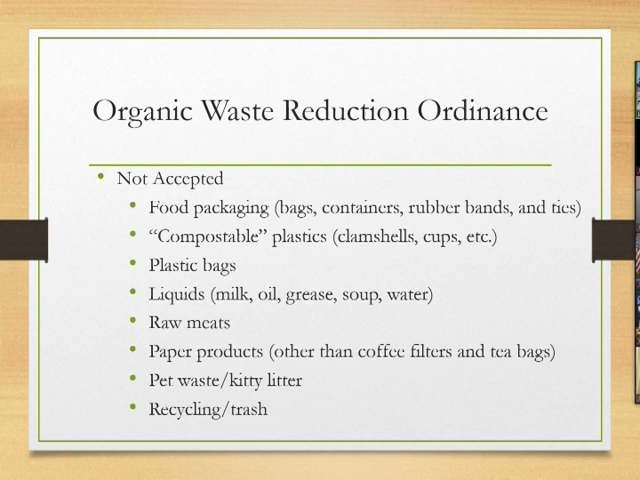 Organic Waste Reduction Ordinance
• Not Accepted
• Food packaging (bags, containers, rubber bands, and ties)
• “Compostable” plastics (clamshells, cups, etc.)
• Plastic bags
• Liquids (milk, oil, grease, soup, water)
• Raw meats
• Paper products (other than coffee filters and tea bags)
• Pet waste/kitty litter
• Recycling/trash